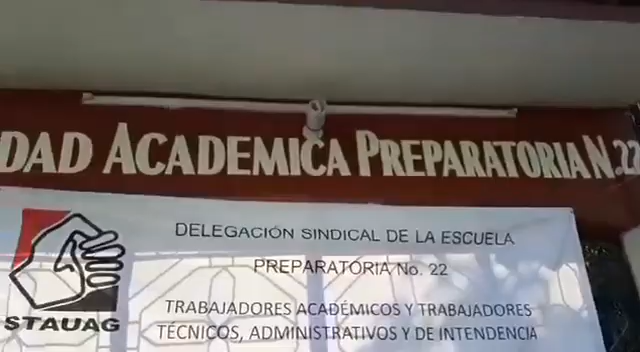 DAD ACADEMICA PREPARATORIA N.22
DELEGACIÓN SINDICAL DE LA ESCUELA
PREPARATORIA No. 22
TRABAJADORES ACADÉMICOS Y TRABAJADORES
TÉCNICOS, ADMINISTRATIVOS Y DE INTENDENCIA
STAUAG